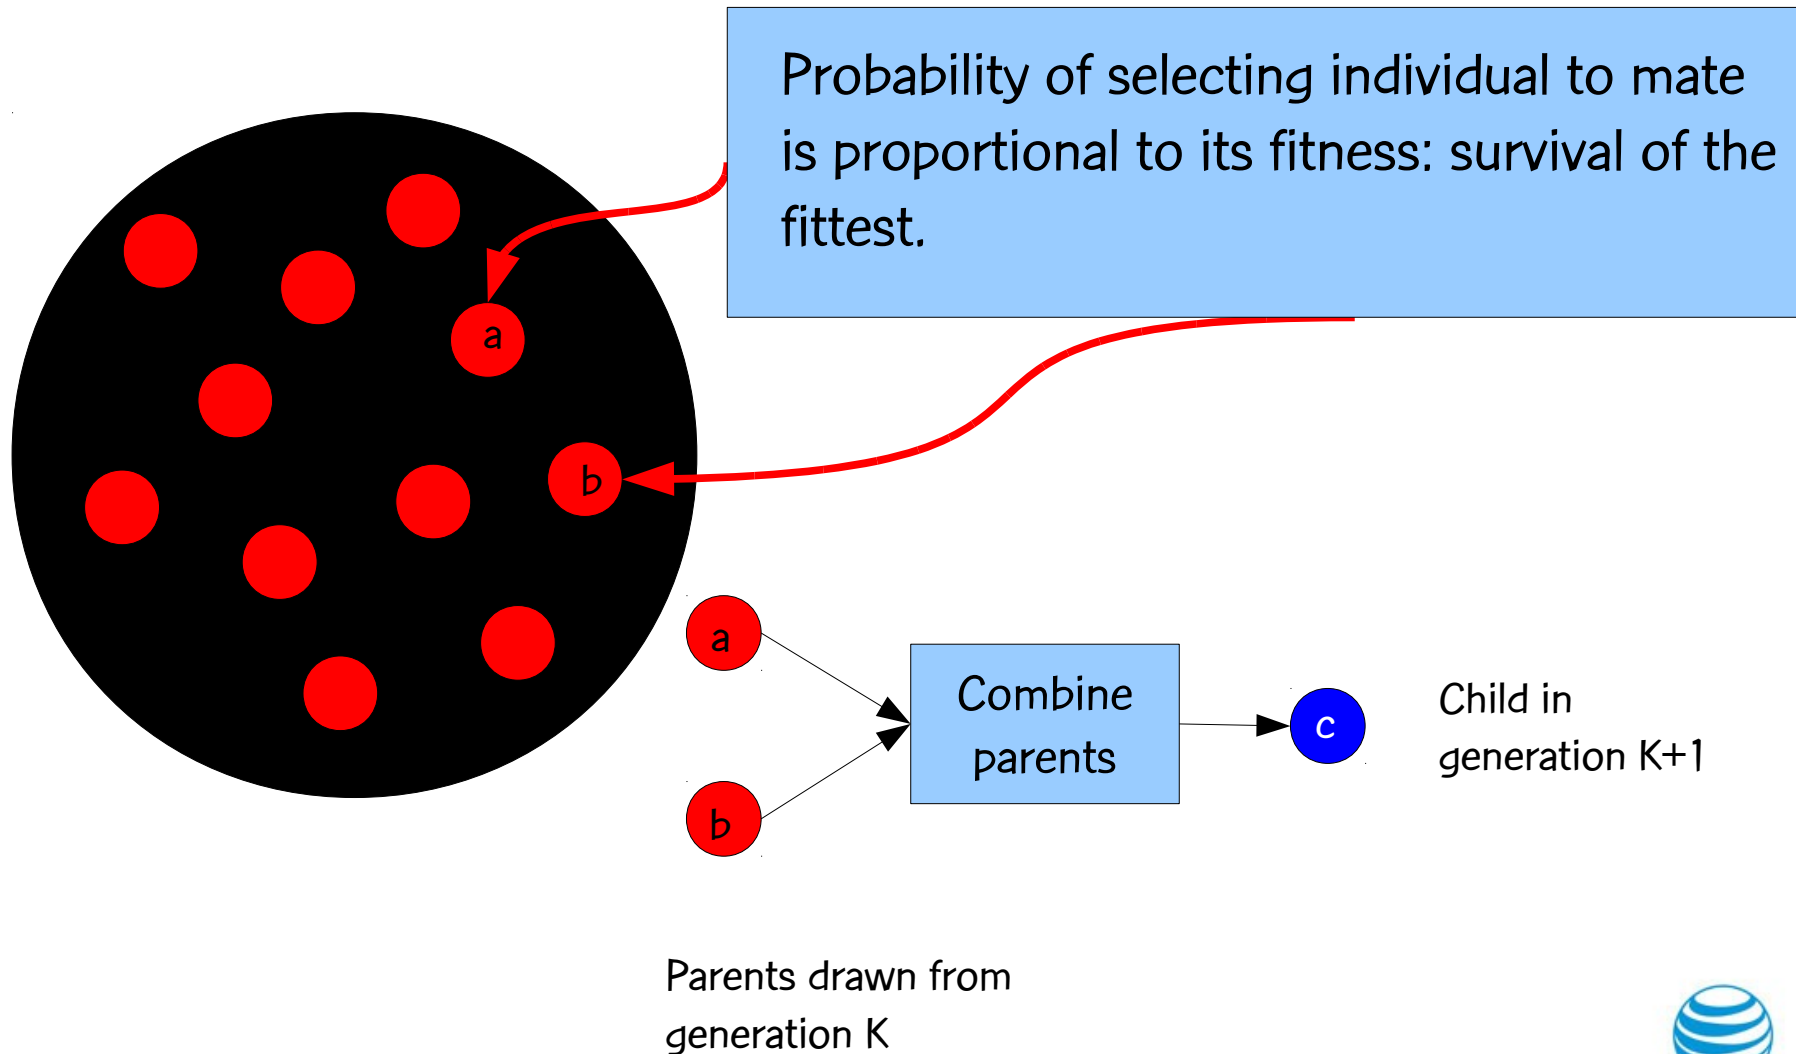 Probability of selecting individual to mate
is proportional to its fitness: survival of the
fittest.
a
b
a
b
Combine
parents
c
Child in
generation K+1
Parents drawn from
generation K